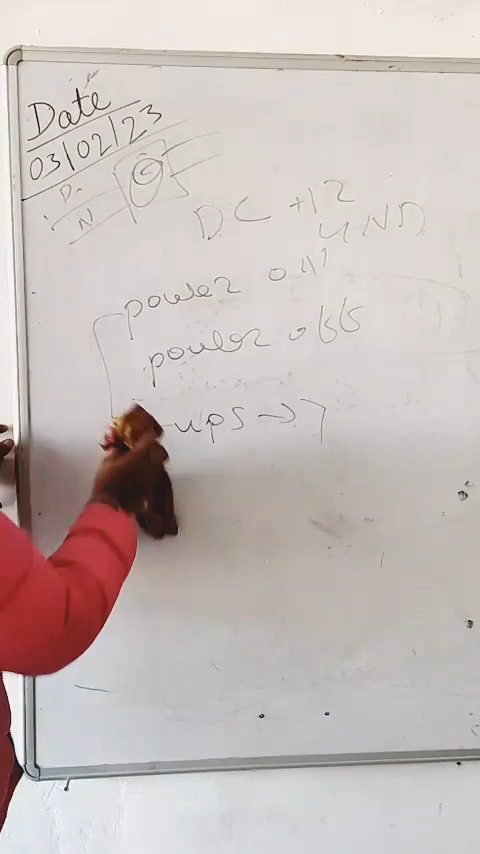 Date
03/02/23
N
DC +12
GND
power on
power off
ups →